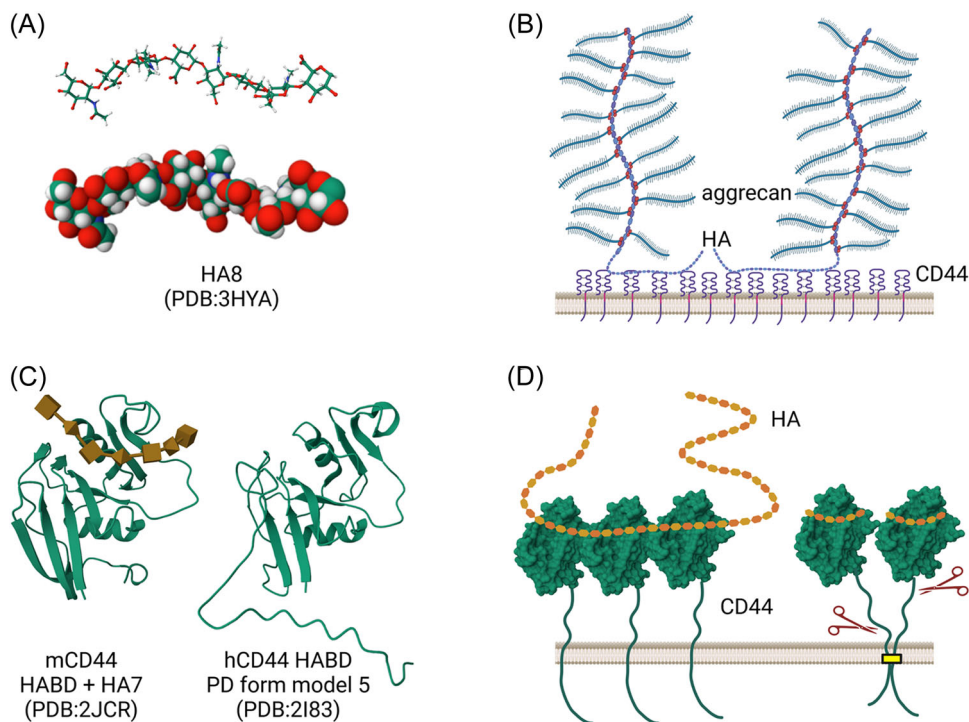 (A)
HA8
(PDB:3HYA)
(B)
aggrecan
HA
CD44
(C)
mCD44
HABD + HA7
(PDB:2JCR)
hCD44 HABD
PD form model 5
(PDB:2I83)
(D)
HA
CD44